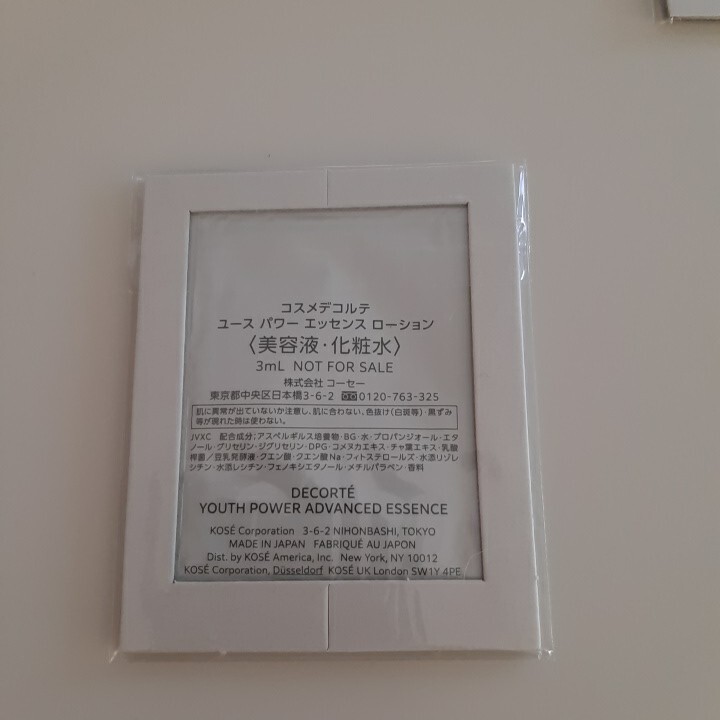 コスメデコルテ
ユース パワー エッセンス ローション
〈美容液・化粧水〉
3mL NOT FOR SALE
株式会社 コーセー
東京都中央区日本橋3-6-2 0120-763-325
肌に異常が出ていないか注意し、肌に合わない、色抜け(白斑等)・黒ずみ
等が現れた時は使わない。
JVXC 配合成分:アスペルギルス培養物・BG・水・プロパンジオール・エタ
ノール・グリセリン・ジグリセリン・DPG・コメヌカエキス・チャ葉エキス・乳酸
桿菌/豆乳発酵液・クエン酸・クエン酸Na・フィトステロールズ・水添リゾレ
シチン・水添レシチン・フェノキシエタノール・メチルパラベン・香料
DECORTÉ
YOUTH POWER ADVANCED ESSENCE
KOSÉ Corporation 3-6-2 NIHONBASHI, TOKYO
MADE IN JAPAN FABRIQUÉ AU JAPON
Dist. by KOSÉ America, Inc. New York, NY 10012
KOSÉ Corporation, Düsseldorf KOSÉ UK London SW1Y 4PE